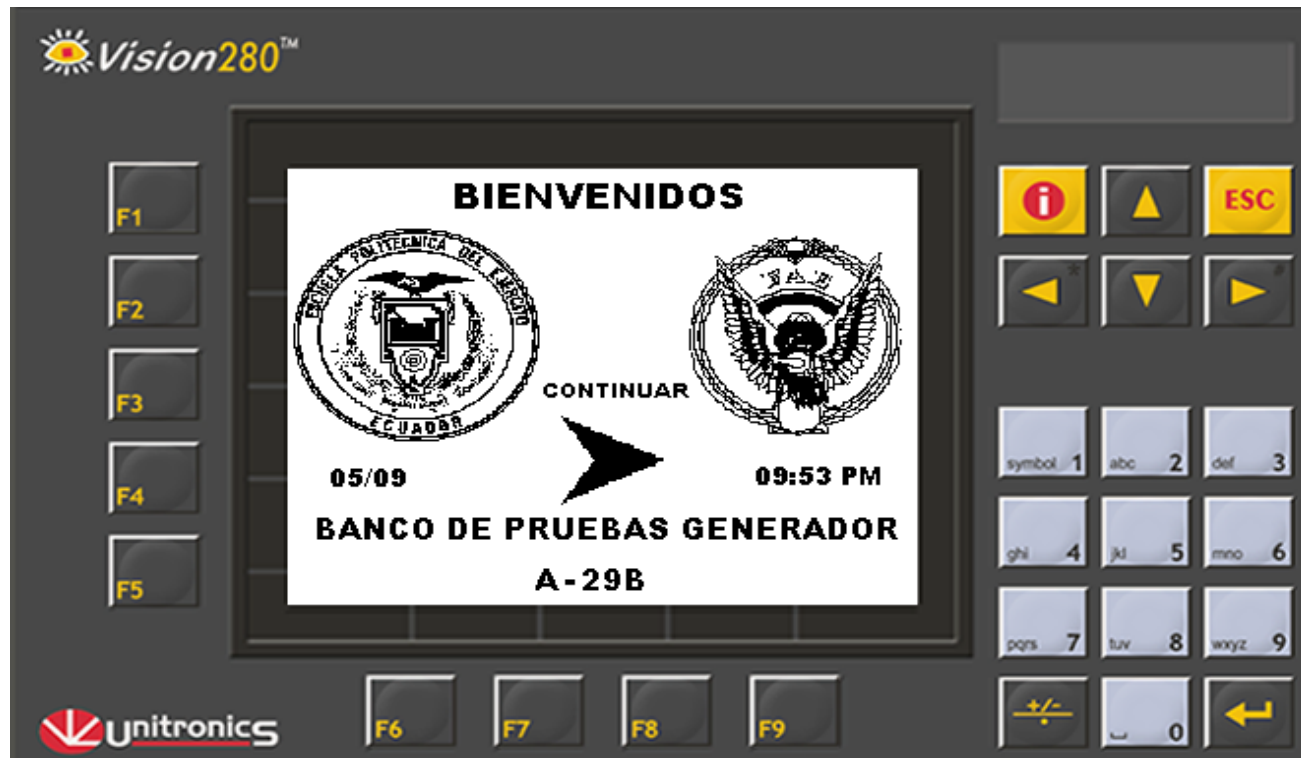 Vision280™
BIENVENIDOS
ESCUELA POLITECNICA DEL EJERCITO
ECUADOR
F A E
CONTINUAR
05/09
09:53 PM
BANCO DE PRUEBAS GENERADOR
A-29B
F1
F2
F3
F4
F5
F6
F7
F8
F9
unitronics
i
ESC
*
#
symbol 1
abc 2
def 3
ghi 4
jkl 5
mno 6
pqrs 7
tuv 8
wxyz 9
+/-
0